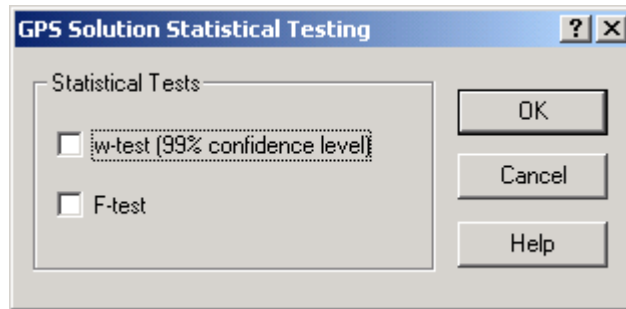 GPS Solution Statistical Testing
Statistical Tests
w-test (99% confidence level)
F-test
OK
Cancel
Help